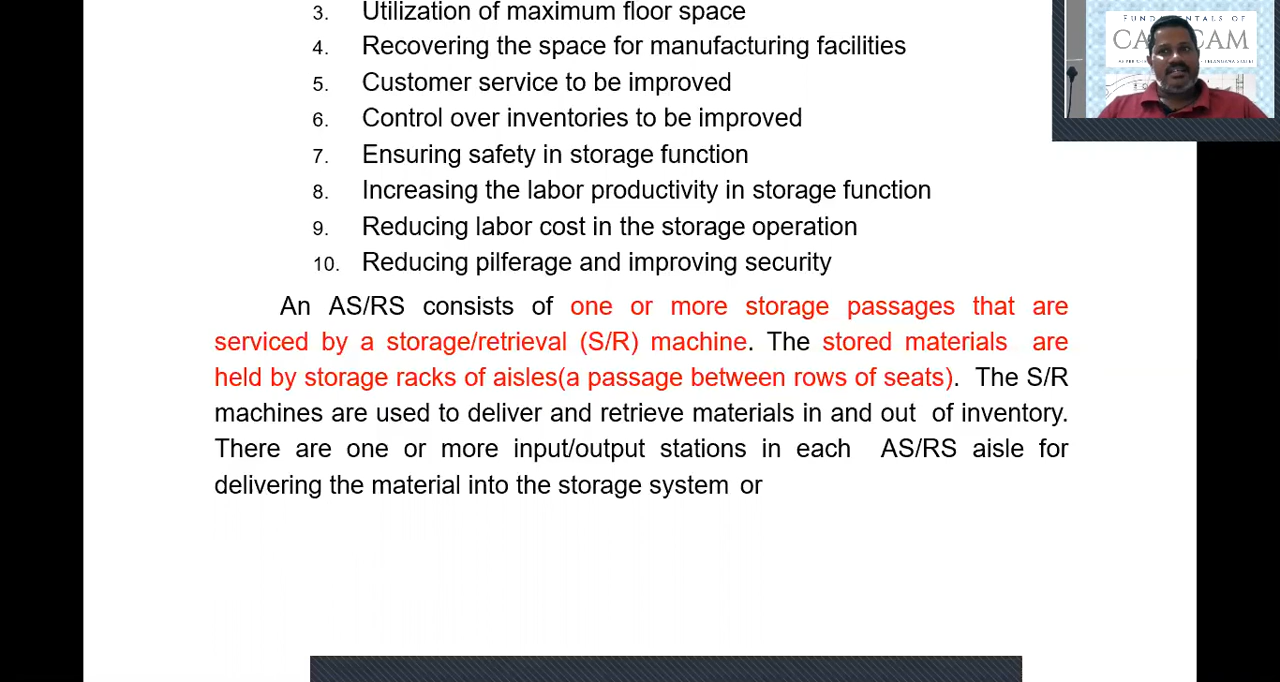 FUNDAMENTALS OF
3. Utilization of maximum floor space
4. Recovering the space for manufacturing facilities
5. Customer service to be improved
6. Control over inventories to be improved
7. Ensuring safety in storage function
8. Increasing the labor productivity in storage function
9. Reducing labor cost in the storage operation
10. Reducing pilferage and improving security
An AS/RS consists of one or more storage passages that are
serviced by a storage/retrieval (S/R) machine. The stored materials are
held by storage racks of aisles(a passage between rows of seats). The S/R
machines are used to deliver and retrieve materials in and out of inventory.
There are one or more input/output stations in each AS/RS aisle for
delivering the material into the storage system or